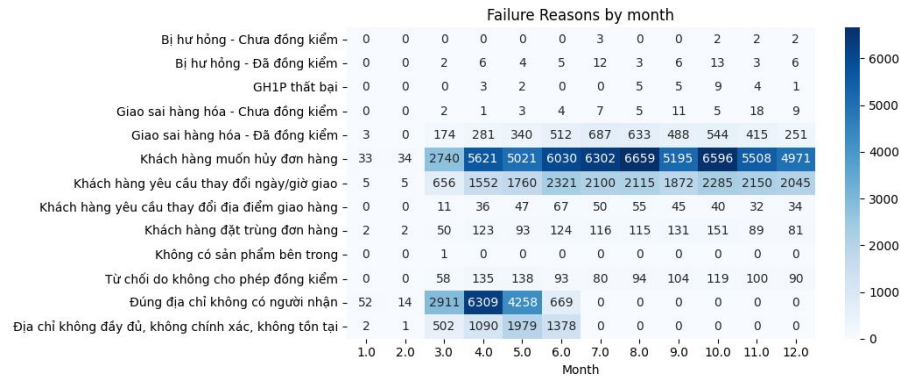 Failure Reasons by month
Bị hư hỏng - Chưa đồng kiểm 0 0 0 0 0 0 3 0 0 2 2 2
Bị hư hỏng - Đã đồng kiểm 0 0 2 6 4 5 12 3 6 13 3 6
GH1P thất bại 0 0 0 3 2 0 0 5 5 9 4 1
Giao sai hàng hóa - Chưa đồng kiểm 0 0 2 1 3 4 7 5 11 5 18 9
Giao sai hàng hóa - Đã đồng kiểm 3 0 174 281 340 512 687 633 488 544 415 251
Khách hàng muốn hủy đơn hàng 33 34 2740 5621 5021 6030 6302 6659 5195 6596 5508 4971
Khách hàng yêu cầu thay đổi ngày/giờ giao 5 5 656 1552 1760 2321 2100 2115 1872 2285 2150 2045
Khách hàng yêu cầu thay đổi địa điểm giao hàng 0 0 11 36 47 67 50 55 45 40 32 34
Khách hàng đặt trùng đơn hàng 2 2 50 123 93 124 116 115 131 151 89 81
Không có sản phẩm bên trong 0 0 1 0 0 0 0 0 0 0 0 0
Từ chối do không cho phép đồng kiểm 0 0 58 135 138 93 80 94 104 119 100 90
Đúng địa chỉ không có người nhận 52 14 2911 6309 4258 669 0 0 0 0 0 0
Địa chỉ không đầy đủ, không chính xác, không tồn tại 2 1 502 1090 1979 1378 0 0 0 0 0 0
1.0 2.0 3.0 4.0 5.0 6.0 7.0 8.0 9.0 10.0 11.0 12.0
Month
6000
5000
4000
3000
2000
1000
0